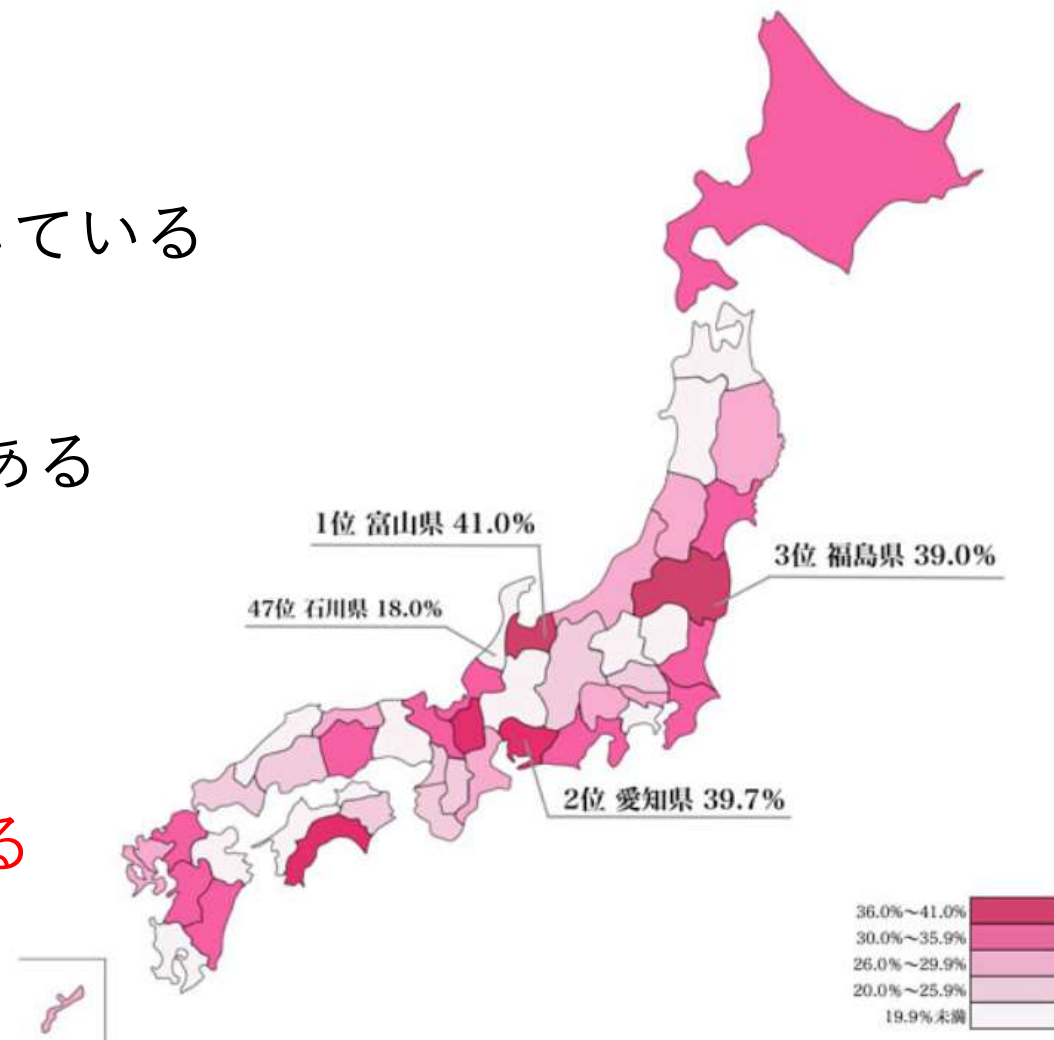 ている
ある
1位 富山県 41.0%
3位 福島県 39.0%
47位 石川県 18.0%
2位 愛知県 39.7%
る
36.0%～41.0%
30.0%～35.9%
26.0%～29.9%
20.0%～25.9%
19.9%未満